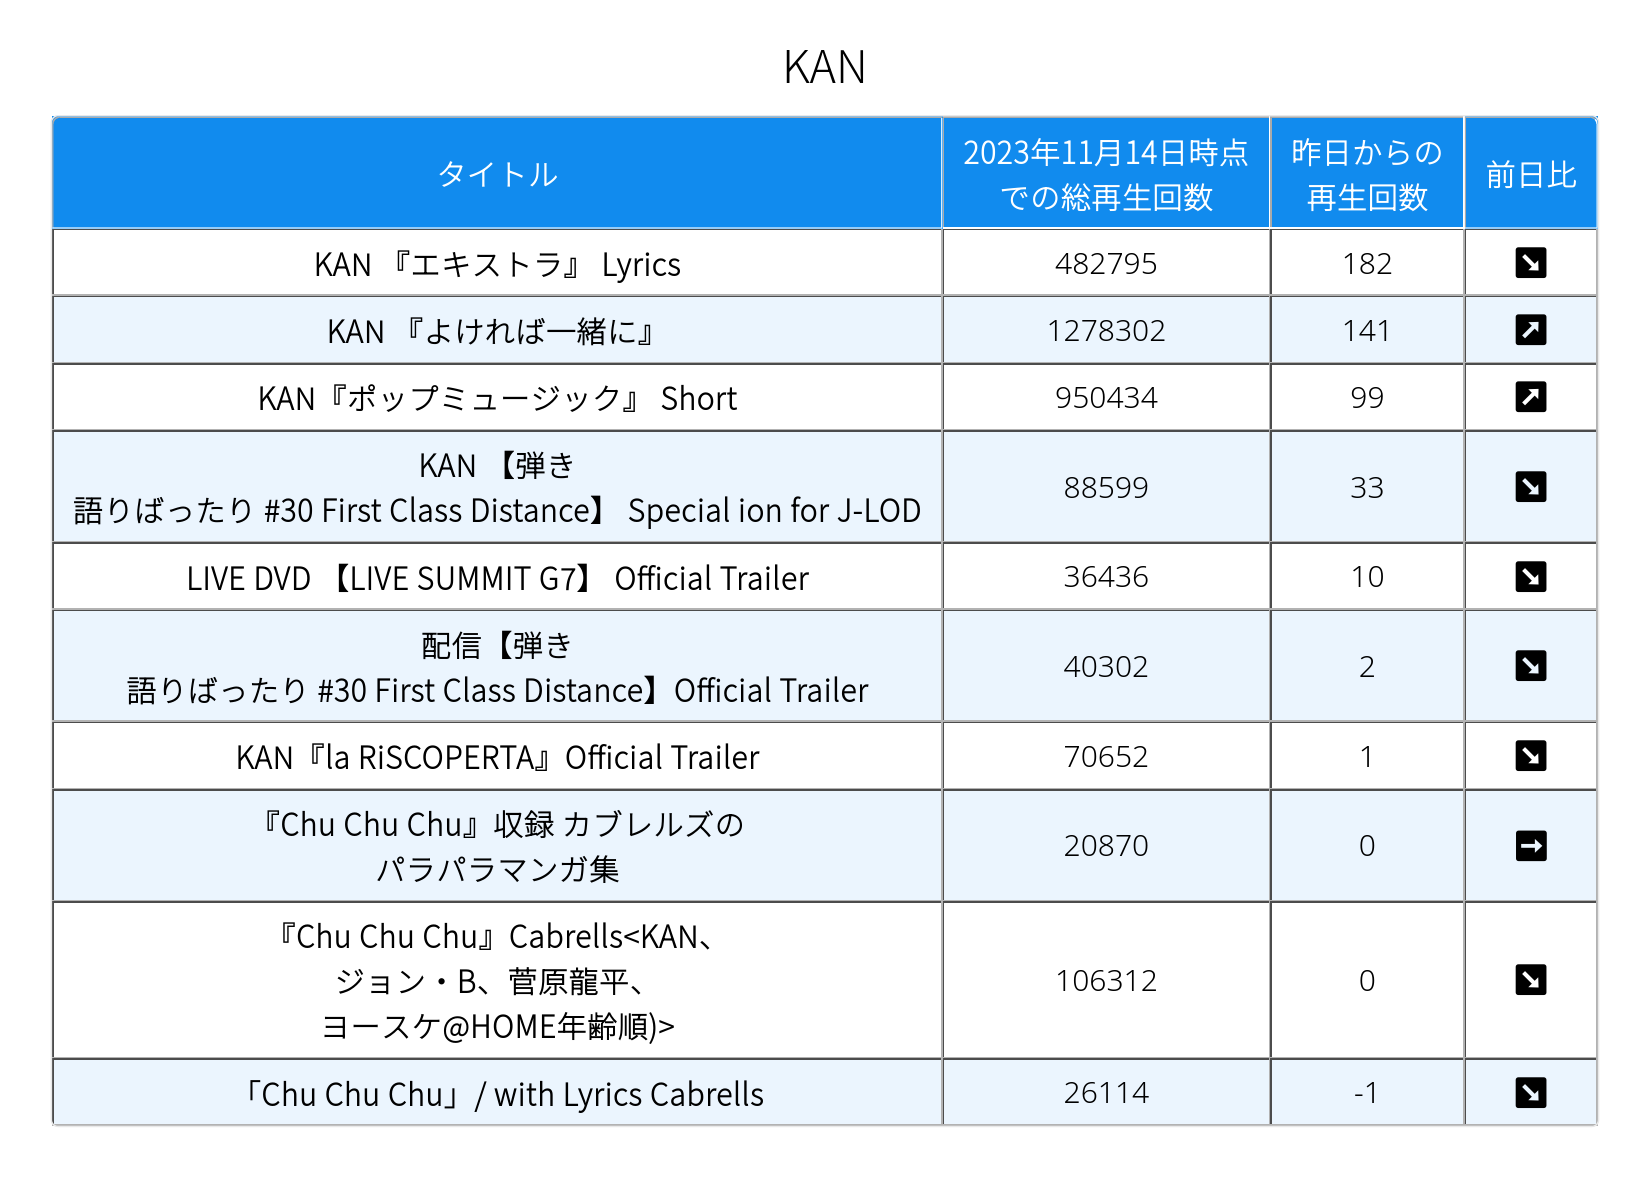 KAN
タイトル
2023年11月14日時点
での総再生回数
昨日からの
再生回数
前日比
KAN 『エキストラ』 Lyrics
482795
182
KAN 『よければ一緒に』
1278302
141
KAN『ポップミュージック』 Short
950434
99
KAN 【弾き
語りばったり #30 First Class Distance】 Special ion for J-LOD
88599
33
LIVE DVD 【LIVE SUMMIT G7】 Official Trailer
36436
10
配信【弾き
語りばったり #30 First Class Distance】Official Trailer
40302
2
KAN『la RiSCOPERTA』Official Trailer
70652
1
『Chu Chu Chu』収録 カブレルズの
パラパラマンガ集
20870
0
『Chu Chu Chu』Cabrells<KAN、
ジョン・B、菅原龍平、
ヨースケ@HOME年齢順)>
106312
0
「Chu Chu Chu」/ with Lyrics Cabrells
26114
-1